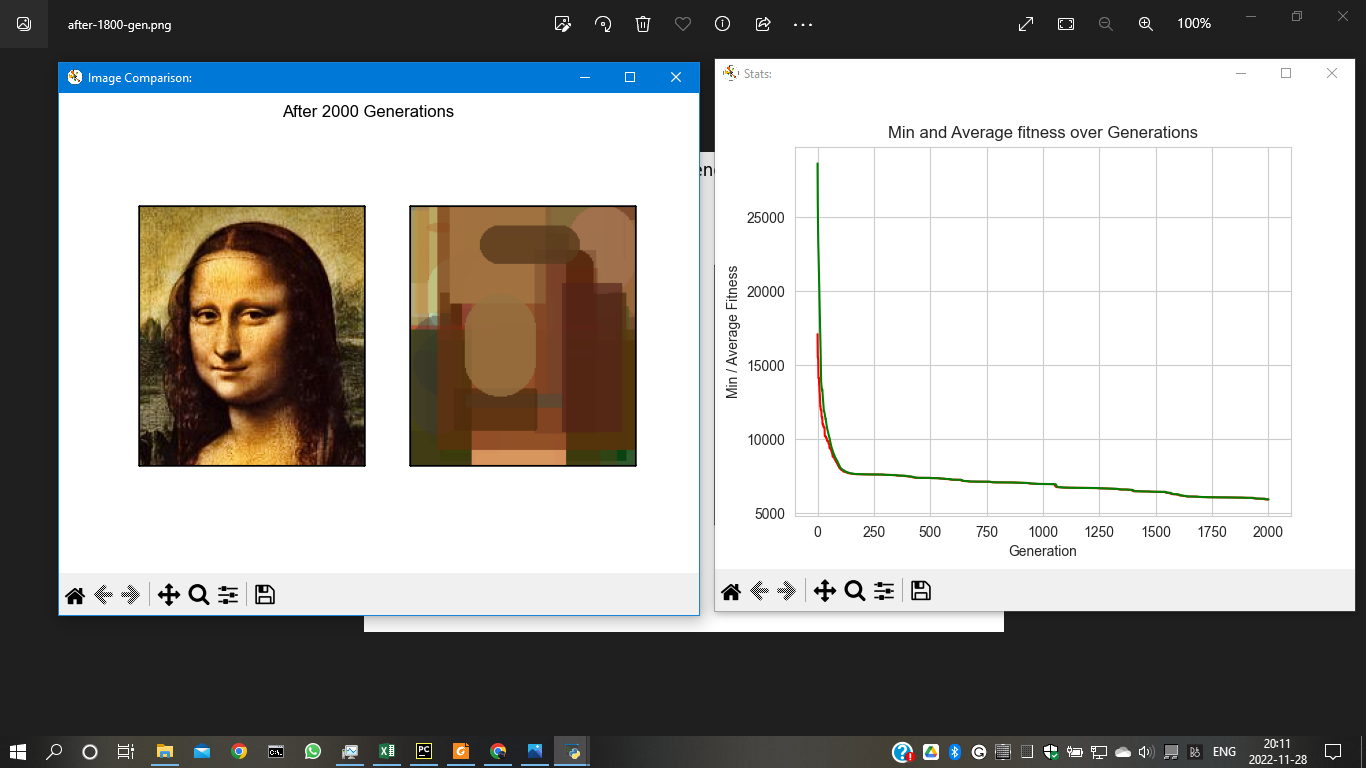 after-1800-gen.png
100%
Image Comparison:
After 2000 Generations
Stats:
Min and Average fitness over Generations
Min / Average Fitness
25000
20000
15000
10000
5000
0 250 500 750 1000 1250 1500 1750 2000
Generation
PC
ENG
20:11
2022-11-28